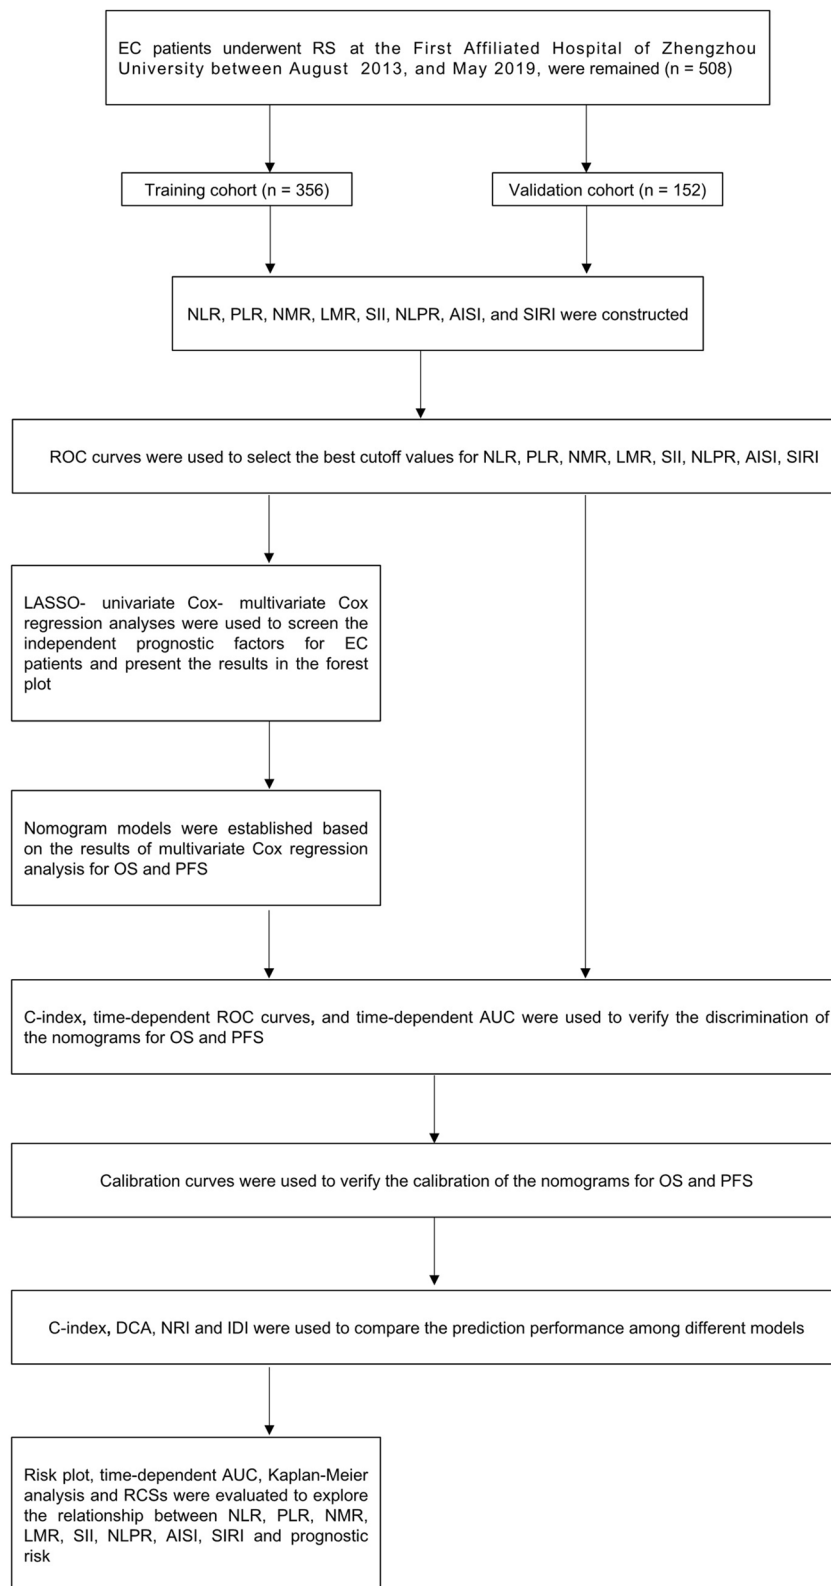 EC patients underwent RS at the First Affiliated Hospital of Zhengzhou
University between August 2013, and May 2019, were remained (n = 508)
Training cohort (n = 356)
Validation cohort (n = 152)
NLR, PLR, NMR, LMR, SII, NLPR, AISI, and SIRI were constructed
ROC curves were used to select the best cutoff values for NLR, PLR, NMR, LMR, SII, NLPR, AISI, SIRI
LASSO- univariate Cox- multivariate Cox
regression analyses were used to screen the
independent prognostic factors for EC
patients and present the results in the forest
plot
Nomogram models were established based
on the results of multivariate Cox regression
analysis for OS and PFS
C-index, time-dependent ROC curves, and time-dependent AUC were used to verify the discrimination of
the nomograms for OS and PFS
Calibration curves were used to verify the calibration of the nomograms for OS and PFS
C-index, DCA, NRI and IDI were used to compare the prediction performance among different models
Risk plot, time-dependent AUC, Kaplan-Meier
analysis and RCSs were evaluated to explore
the relationship between NLR, PLR, NMR,
LMR, SII, NLPR, AISI, SIRI and prognostic
risk